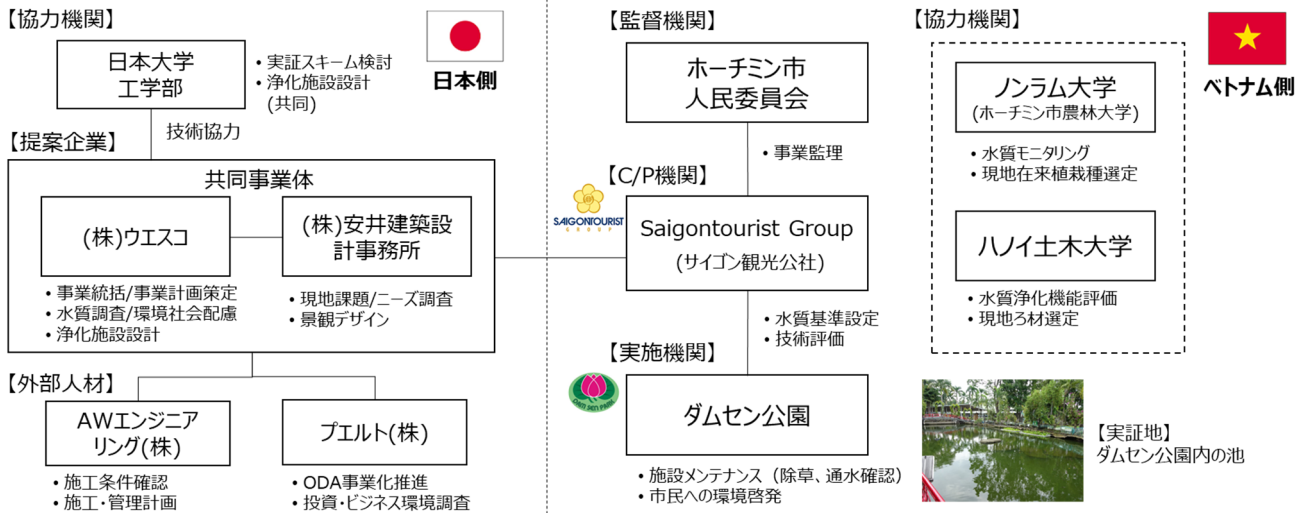 【協力機関】
日本大学
工学部
• 実証スキーム検討
• 浄化施設設計
(共同)
日本側
技術協力
【提案企業】
共同事業体
(株)ウエスコ
• 事業統括/事業計画策定
• 水質調査/環境社会配慮
• 浄化施設設計
(株)安井建築設
計事務所
• 現地課題/ニーズ調査
• 景観デザイン
【外部人材】
AWエンジニア
リング(株)
• 施工条件確認
• 施工・管理計画
プエルト(株)
• ODA事業化推進
• 投資・ビジネス環境調査
【監督機関】
ホーチミン市
人民委員会
• 事業監理
【C/P機関】
SAIGONTOURIST
GROUP
Saigontourist Group
(サイゴン観光公社)
• 水質基準設定
• 技術評価
【実施機関】
DAM SEN PARK
ダムセン公園
• 施設メンテナンス（除草、通水確認）
• 市民への環境啓発
【協力機関】
ベトナム側
ノンラム大学
(ホーチミン市農林大学)
• 水質モニタリング
• 現地在来植栽種選定
ハノイ土木大学
• 水質浄化機能評価
• 現地ろ材選定
【実証地】
ダムセン公園内の池